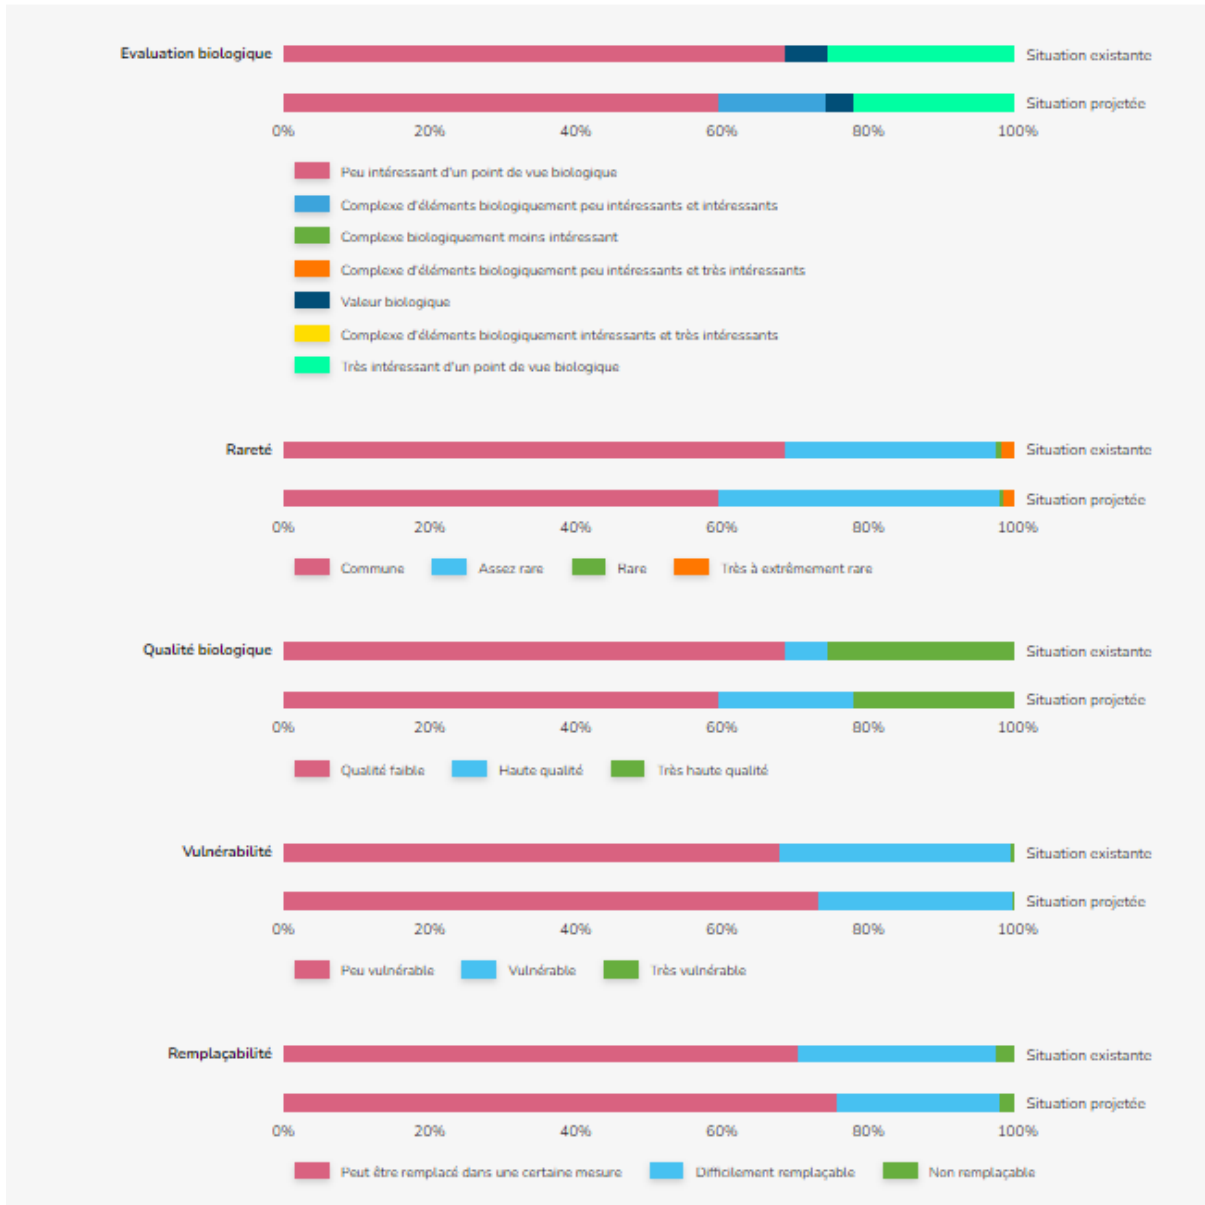 Evaluation biologique
Situation existante
Situation projetée
0% 20% 40% 60% 80% 100%
Peu intéressant d'un point de vue biologique
Complexe d'éléments biologiquement peu intéressants et intéressants
Complexe biologiquement moins intéressant
Complexe d'éléments biologiquement peu intéressants et très intéressants
Valeur biologique
Complexe d'éléments biologiquement intéressants et très intéressants
Très intéressant d'un point de vue biologique
Rareté
Situation existante
Situation projetée
0% 20% 40% 60% 80% 100%
Commune Assez rare Rare Très à extrêmement rare
Qualité biologique
Situation existante
Situation projetée
0% 20% 40% 60% 80% 100%
Qualité faible Haute qualité Très haute qualité
Vulnérabilité
Situation existante
Situation projetée
0% 20% 40% 60% 80% 100%
Peu vulnérable Vulnérable Très vulnérable
Remplaçabilité
Situation existante
Situation projetée
0% 20% 40% 60% 80% 100%
Peut être remplacé dans une certaine mesure Difficilement remplaçable Non remplaçable